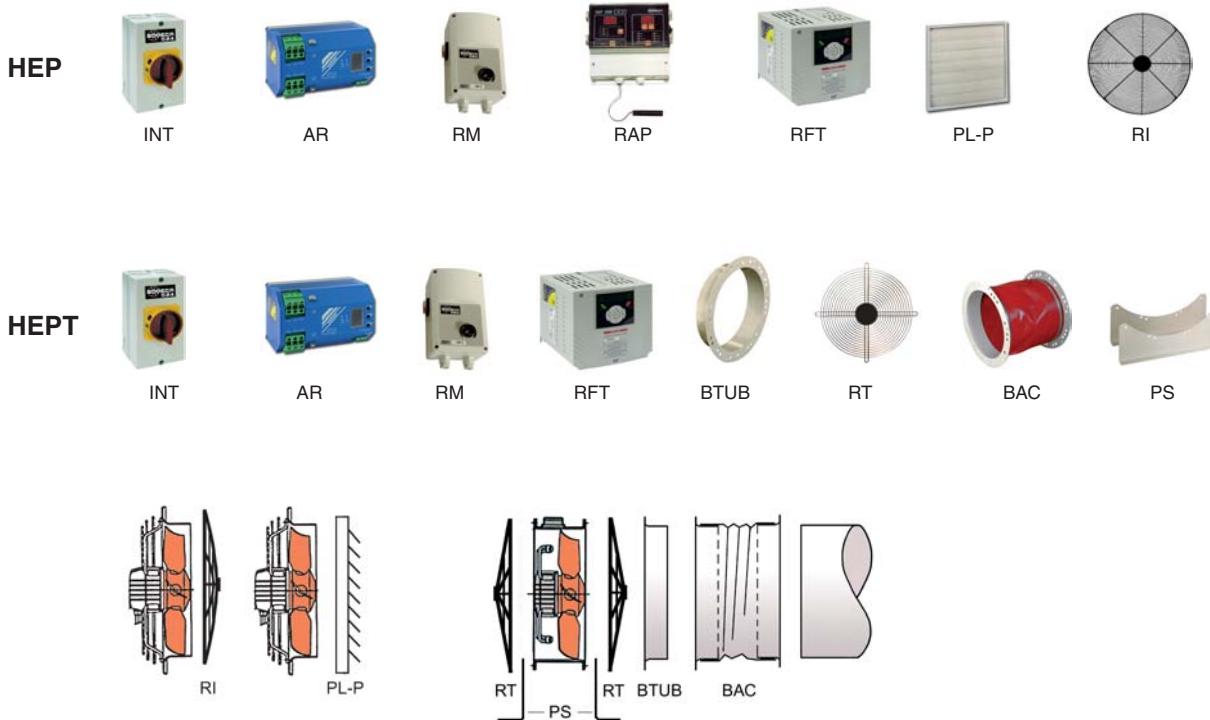 HEP
INT AR RM RAP RFT PL-P RI
HEPT
INT AR RM RFT BTUB RT BAC PS
RI PL-P RT RT BTUB BAC
PS